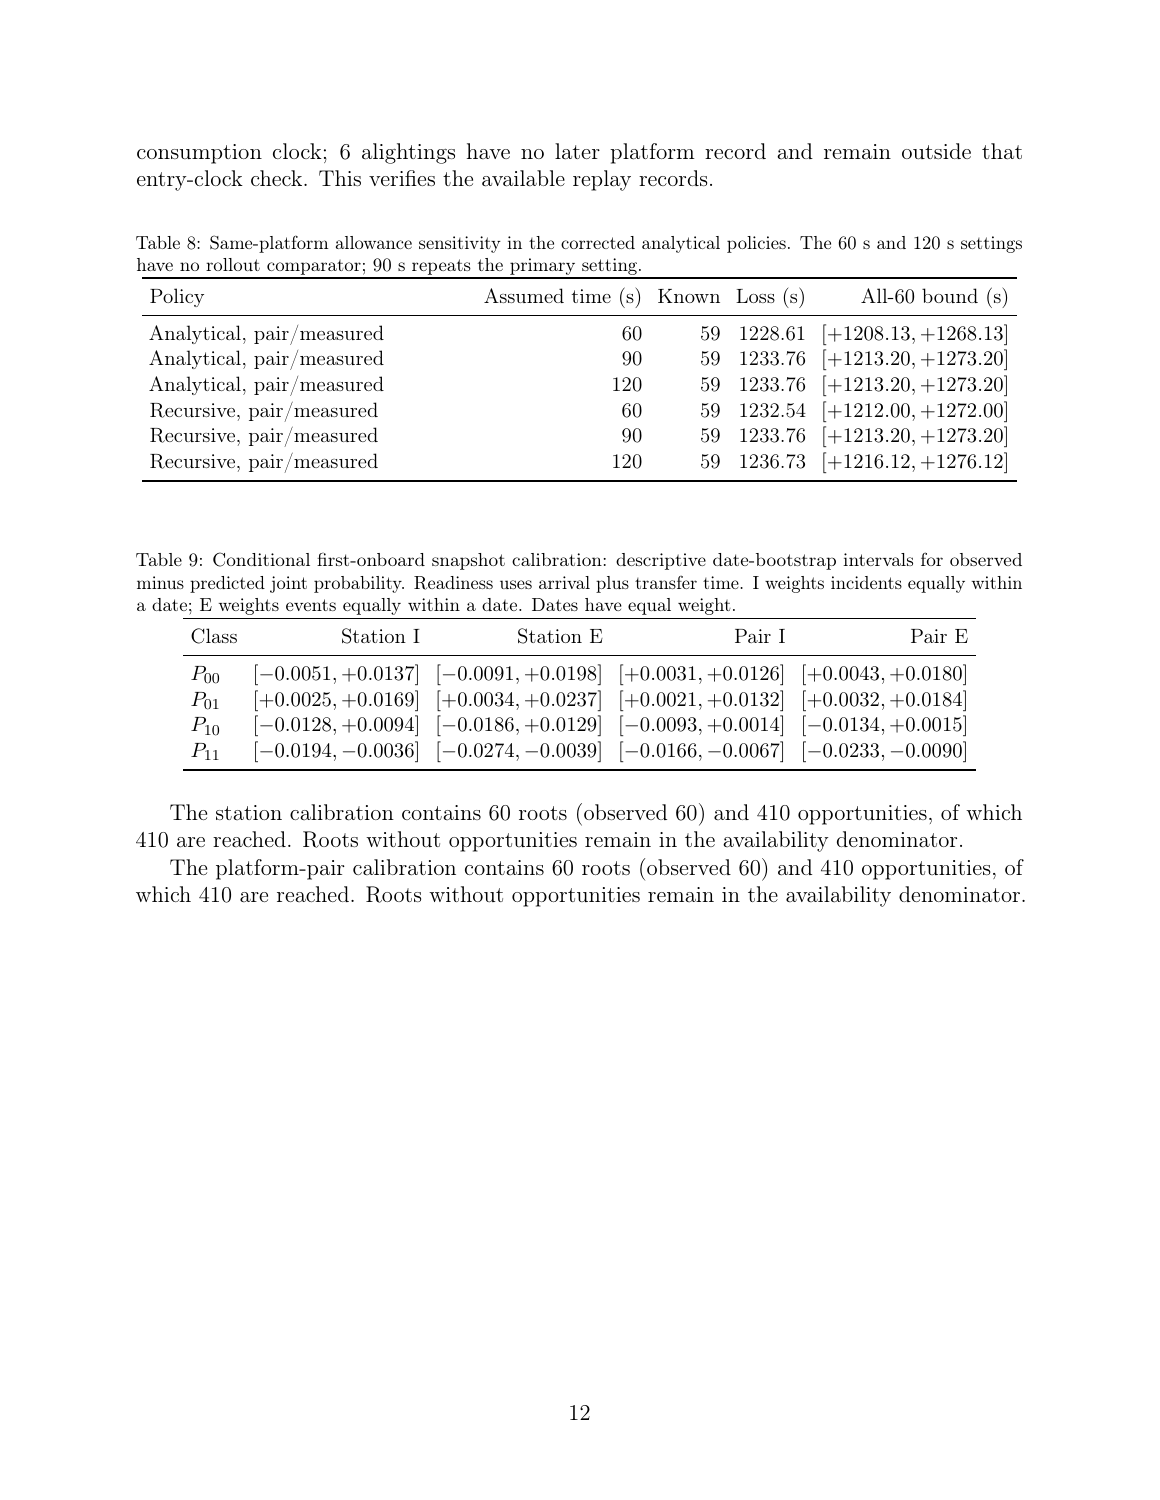 consumption clock; 6 alightings have no later platform record and remain outside that
entry-clock check. This verifies the available replay records.
Table 8: Same-platform allowance sensitivity in the corrected analytical policies. The 60 s and 120 s settings
have no rollout comparator; 90 s repeats the primary setting.
Policy Assumed time (s) Known Loss (s) All-60 bound (s)
Analytical, pair/measured 60 59 1228.61 [+1208.13, +1268.13]
Analytical, pair/measured 90 59 1233.76 [+1213.20, +1273.20]
Analytical, pair/measured 120 59 1233.76 [+1213.20, +1273.20]
Recursive, pair/measured 60 59 1232.54 [+1212.00, +1272.00]
Recursive, pair/measured 90 59 1233.76 [+1213.20, +1273.20]
Recursive, pair/measured 120 59 1236.73 [+1216.12, +1276.12]
Table 9: Conditional first-onboard snapshot calibration: descriptive date-bootstrap intervals for observed
minus predicted joint probability. Readiness uses arrival plus transfer time. I weights incidents equally within
a date; E weights events equally within a date. Dates have equal weight.
Class Station I Station E Pair I Pair E
P00 [−0.0051, +0.0137] [−0.0091, +0.0198] [+0.0031, +0.0126] [+0.0043, +0.0180]
P01 [+0.0025, +0.0169] [+0.0034, +0.0237] [+0.0021, +0.0132] [+0.0032, +0.0184]
P10 [−0.0128, +0.0094] [−0.0186, +0.0129] [−0.0093, +0.0014] [−0.0134, +0.0015]
P11 [−0.0194, −0.0036] [−0.0274, −0.0039] [−0.0166, −0.0067] [−0.0233, −0.0090]
The station calibration contains 60 roots (observed 60) and 410 opportunities, of which
410 are reached. Roots without opportunities remain in the availability denominator.
The platform-pair calibration contains 60 roots (observed 60) and 410 opportunities, of
which 410 are reached. Roots without opportunities remain in the availability denominator.
12